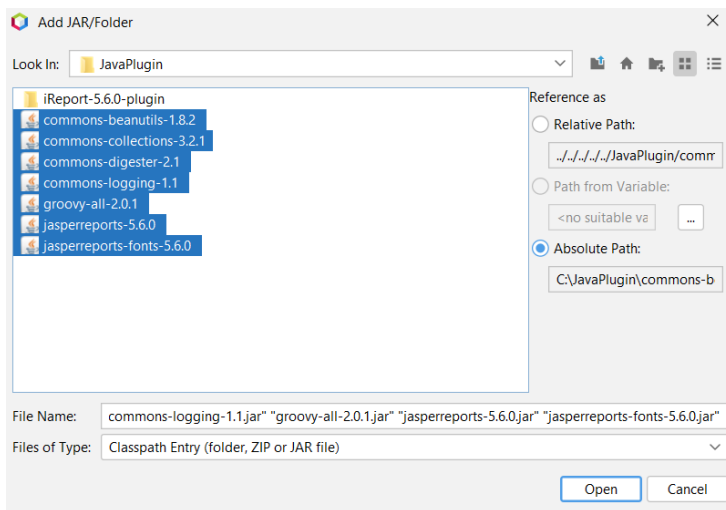 Add JAR/Folder
Look In: JavaPlugin
iReport-5.6.0-plugin
commons-beanutils-1.8.2
commons-collections-3.2.1
commons-digester-2.1
commons-logging-1.1
groovy-all-2.0.1
jasperreports-5.6.0
jasperreports-fonts-5.6.0
Reference as
Relative Path:
../../../../../JavaPlugin/comm
Path from Variable:
<no suitable va ...
Absolute Path:
C:\JavaPlugin\commons-b
File Name: commons-logging-1.1.jar" "groovy-all-2.0.1.jar" "jasperreports-5.6.0.jar" "jasperreports-fonts-5.6.0.jar"
Files of Type: Classpath Entry (folder, ZIP or JAR file)
Open Cancel